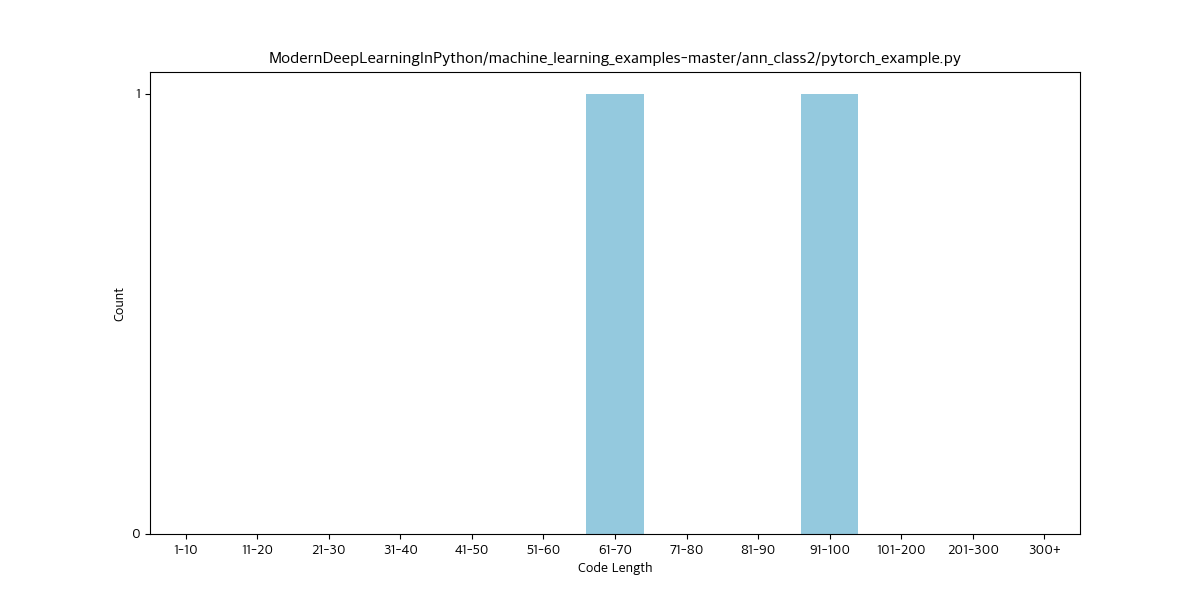 ModernDeepLearningInPython/machine_learning_examples-master/ann_class2/pytorch_example.py
1
Count
0
1-10 11-20 21-30 31-40 41-50 51-60 61-70 71-80 81-90 91-100 101-200 201-300 300+
Code Length